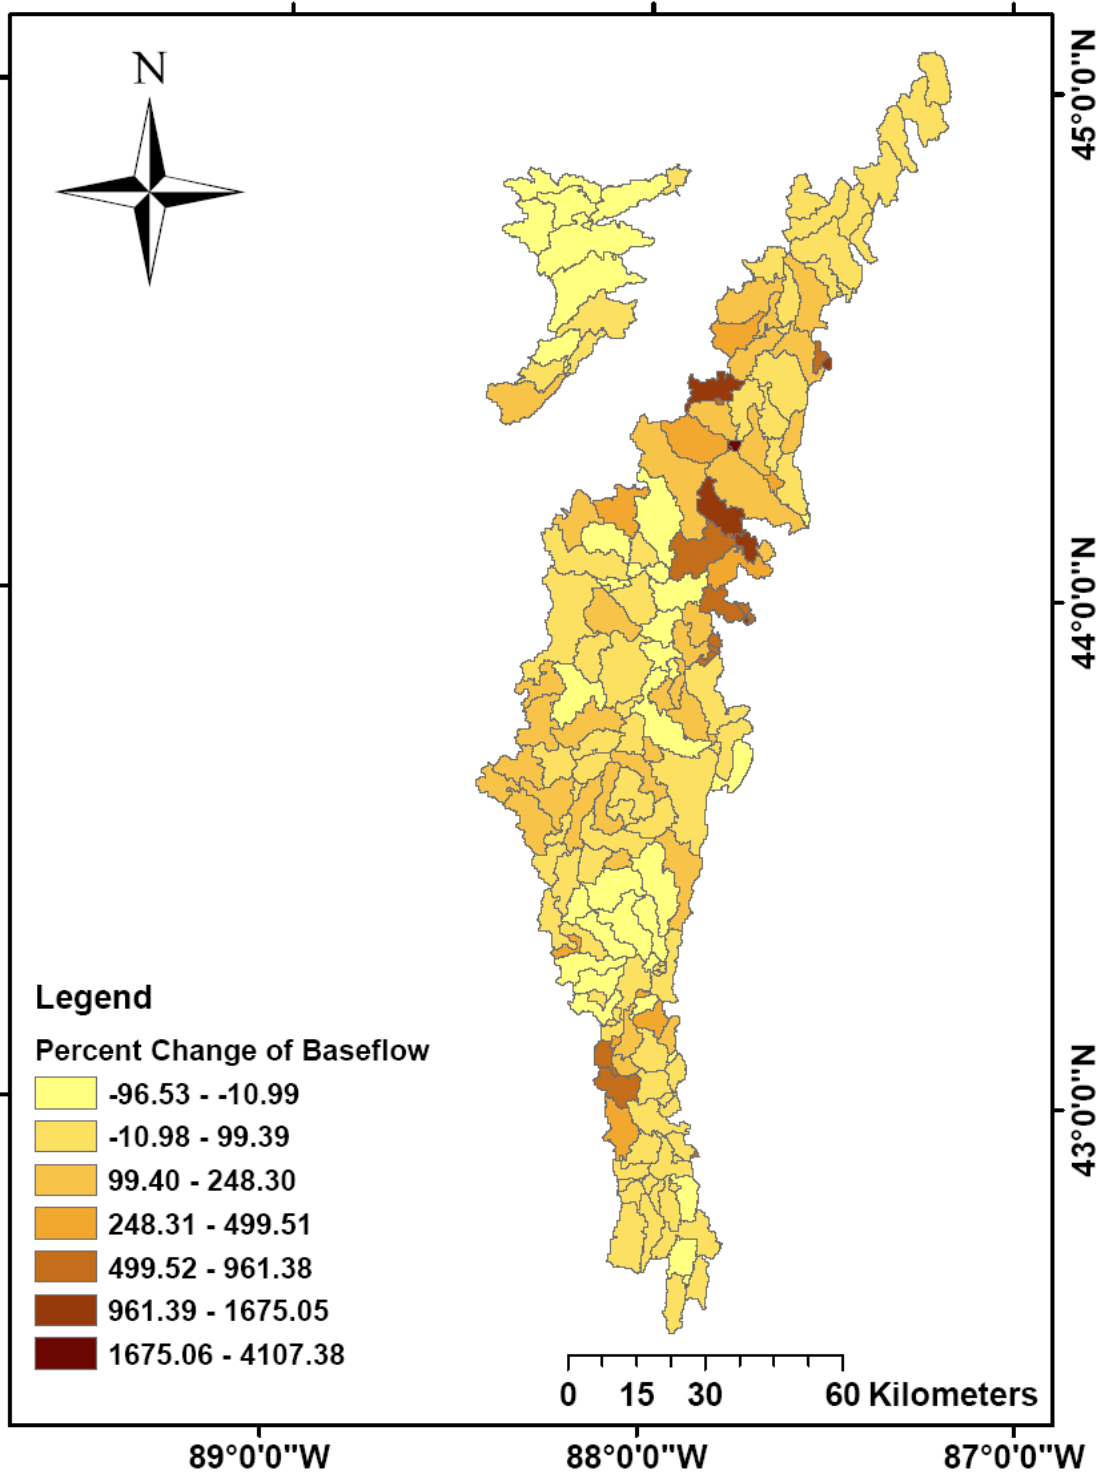 N
45°0'0"N
44°0'0"N
43°0'0"N
Legend
Percent Change of Baseflow
-96.53 - -10.99
-10.98 - 99.39
99.40 - 248.30
248.31 - 499.51
499.52 - 961.38
961.39 - 1675.05
1675.06 - 4107.38
0 15 30 60 Kilometers
89°0'0"W 88°0'0"W 87°0'0"W